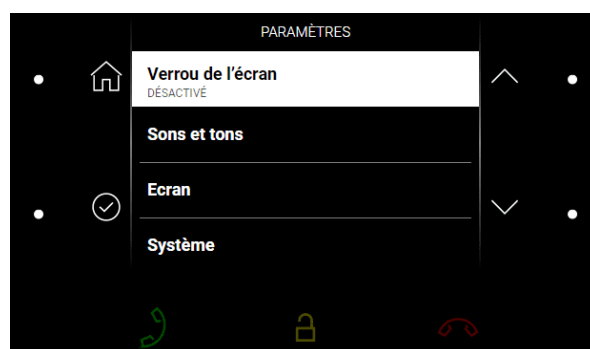 PARAMÈTRES
Verrou de l'écran
DÉSACTIVÉ
Sons et tons
Ecran
Système